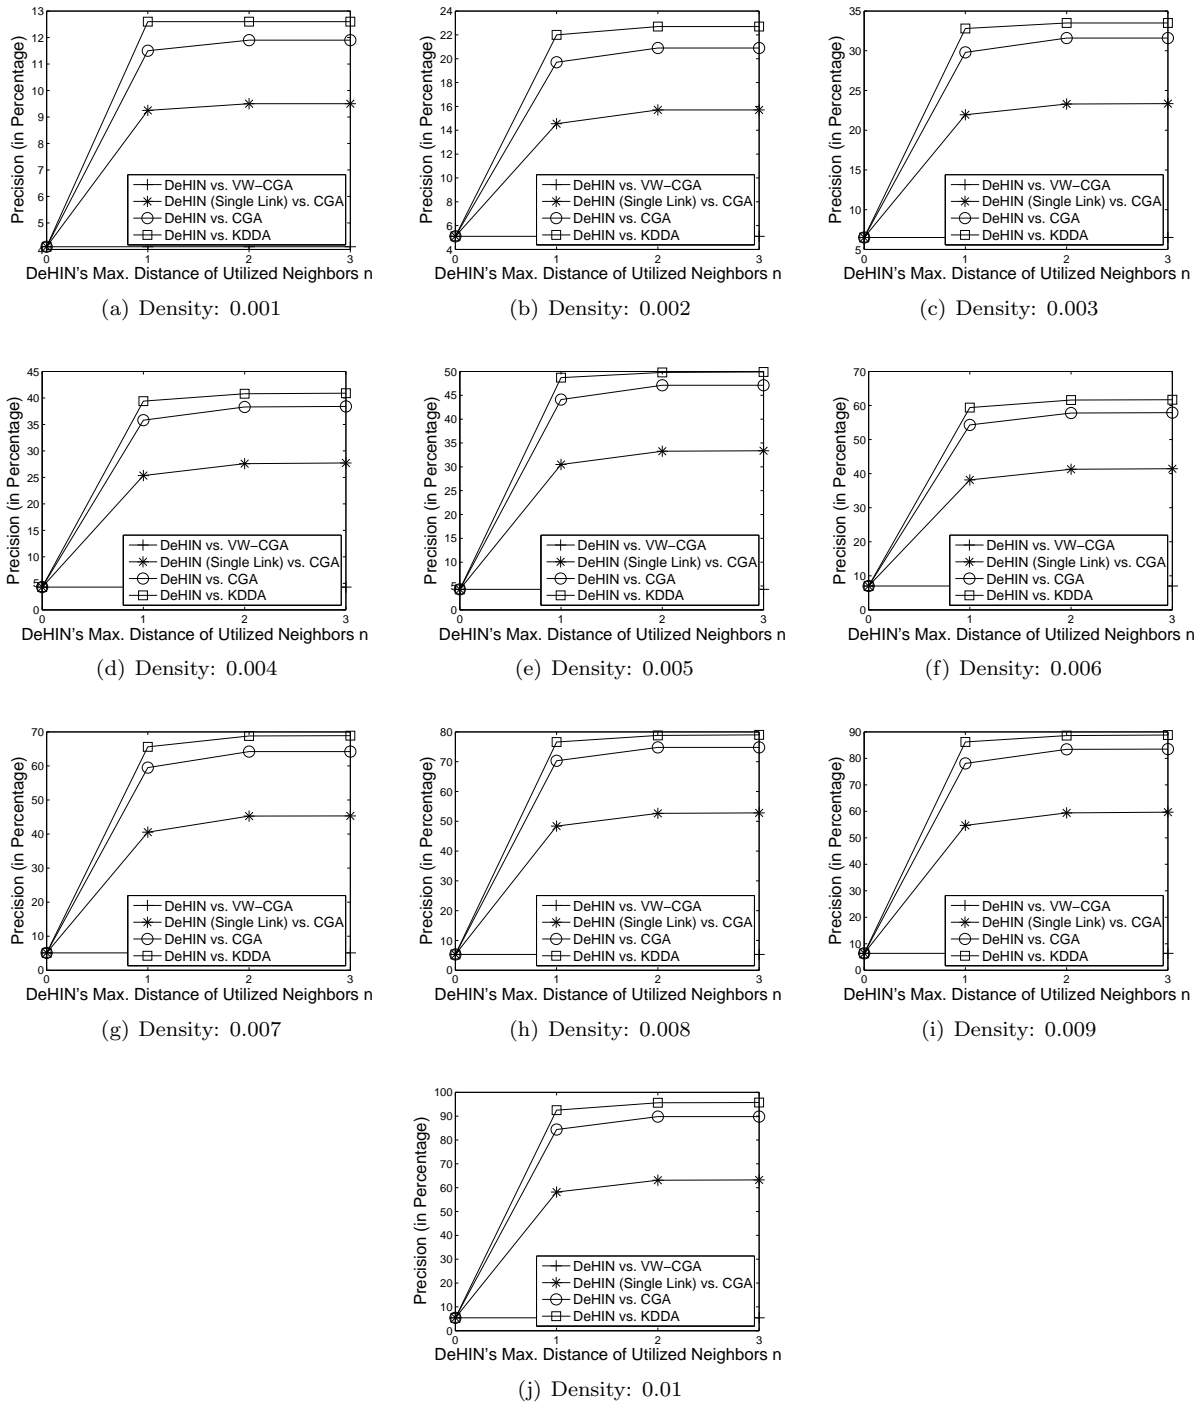 Precision (in Percentage)
13
12
11
10
9
8
7
6
5
4
DeHIN vs. VW−CGA
DeHIN (Single Link) vs. CGA
DeHIN vs. CGA
DeHIN vs. KDDA
0 1 2 3
DeHIN's Max. Distance of Utilized Neighbors n
(a) Density: 0.001
Precision (in Percentage)
24
22
20
18
16
14
12
10
8
6
4
DeHIN vs. VW−CGA
DeHIN (Single Link) vs. CGA
DeHIN vs. CGA
DeHIN vs. KDDA
0 1 2 3
DeHIN's Max. Distance of Utilized Neighbors n
(b) Density: 0.002
Precision (in Percentage)
35
30
25
20
15
10
5
DeHIN vs. VW−CGA
DeHIN (Single Link) vs. CGA
DeHIN vs. CGA
DeHIN vs. KDDA
0 1 2 3
DeHIN's Max. Distance of Utilized Neighbors n
(c) Density: 0.003
Precision (in Percentage)
45
40
35
30
25
20
15
10
5
0
DeHIN vs. VW−CGA
DeHIN (Single Link) vs. CGA
DeHIN vs. CGA
DeHIN vs. KDDA
0 1 2 3
DeHIN's Max. Distance of Utilized Neighbors n
(d) Density: 0.004
Precision (in Percentage)
50
45
40
35
30
25
20
15
10
5
0
DeHIN vs. VW−CGA
DeHIN (Single Link) vs. CGA
DeHIN vs. CGA
DeHIN vs. KDDA
0 1 2 3
DeHIN's Max. Distance of Utilized Neighbors n
(e) Density: 0.005
Precision (in Percentage)
70
60
50
40
30
20
10
0
DeHIN vs. VW−CGA
DeHIN (Single Link) vs. CGA
DeHIN vs. CGA
DeHIN vs. KDDA
0 1 2 3
DeHIN's Max. Distance of Utilized Neighbors n
(f) Density: 0.006
Precision (in Percentage)
70
60
50
40
30
20
10
0
DeHIN vs. VW−CGA
DeHIN (Single Link) vs. CGA
DeHIN vs. CGA
DeHIN vs. KDDA
0 1 2 3
DeHIN's Max. Distance of Utilized Neighbors n
(g) Density: 0.007
Precision (in Percentage)
80
70
60
50
40
30
20
10
0
DeHIN vs. VW−CGA
DeHIN (Single Link) vs. CGA
DeHIN vs. CGA
DeHIN vs. KDDA
0 1 2 3
DeHIN's Max. Distance of Utilized Neighbors n
(h) Density: 0.008
Precision (in Percentage)
90
80
70
60
50
40
30
20
10
0
DeHIN vs. VW−CGA
DeHIN (Single Link) vs. CGA
DeHIN vs. CGA
DeHIN vs. KDDA
0 1 2 3
DeHIN's Max. Distance of Utilized Neighbors n
(i) Density: 0.009
Precision (in Percentage)
100
90
80
70
60
50
40
30
20
10
0
DeHIN vs. VW−CGA
DeHIN (Single Link) vs. CGA
DeHIN vs. CGA
DeHIN vs. KDDA
0 1 2 3
DeHIN's Max. Distance of Utilized Neighbors n
(j) Density: 0.01